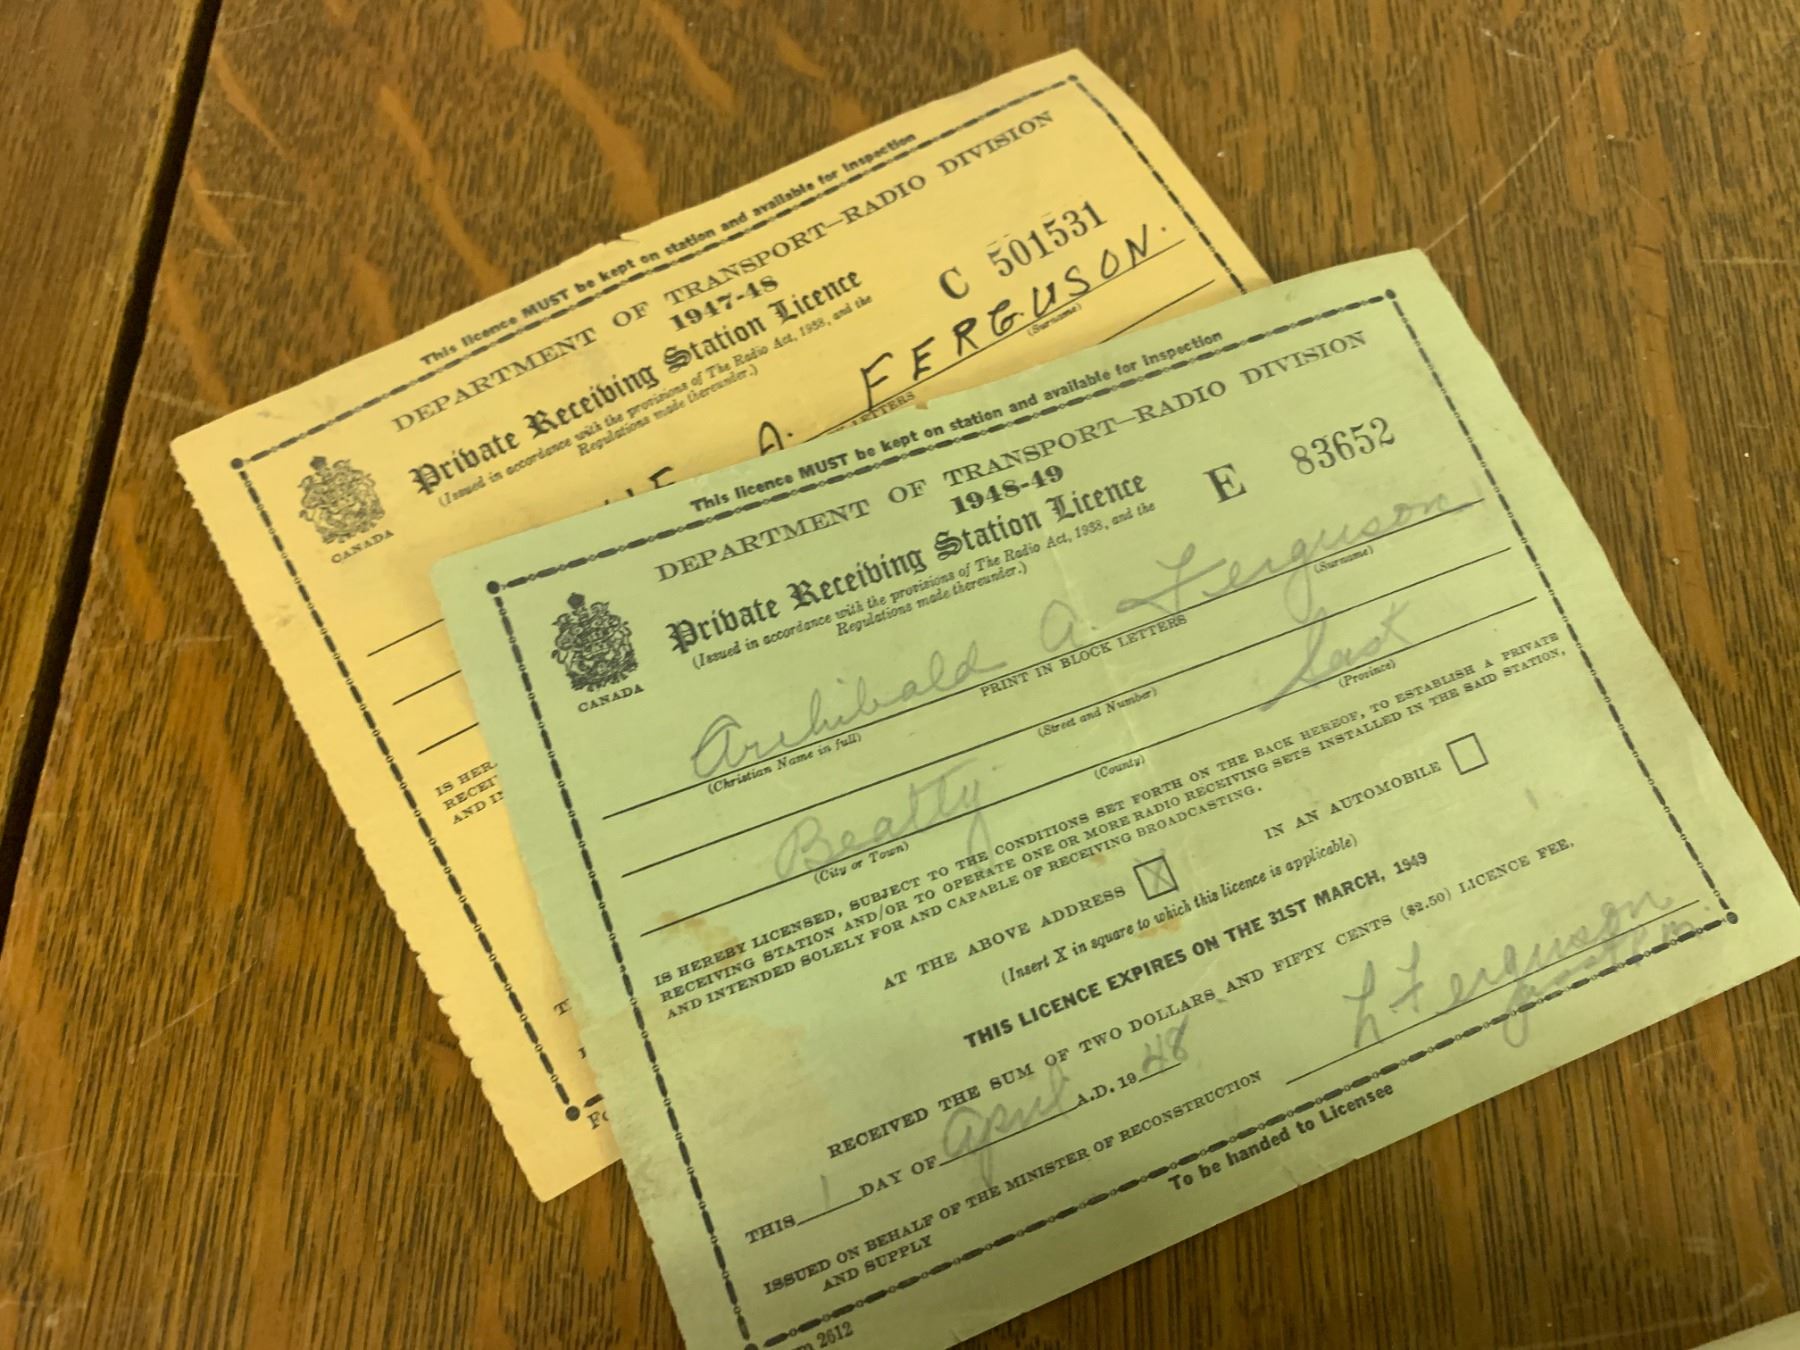 This licence MUST be kept on station and available for Inspection
DEPARTMENT OF TRANSPORT—RADIO DIVISION
1947-48
Private Receiving Station Licence
(Issued in accordance with the provisions of The Radio Act, 1938, and the
Regulations made thereunder.)
C 501531
CANADA
A. FERGUSON.
(Surname)
LETTERS
IS HER
RECEI
AND IN
This licence MUST be kept on station and available for Inspection
DEPARTMENT OF TRANSPORT—RADIO DIVISION
1948-49
Private Receiving Station Licence
(Issued in accordance with the provisions of The Radio Act, 1938, and the
Regulations made thereunder.)
E 83652
CANADA
Archibald A. Ferguson
(Christian Name in full) PRINT IN BLOCK LETTERS (Surname)
(Street and Number)
Beatty Sask
(City or Town) (County) (Province)
IS HEREBY LICENSED, SUBJECT TO THE CONDITIONS SET FORTH ON THE BACK HEREOF, TO ESTABLISH A PRIVATE
RECEIVING STATION AND/OR TO OPERATE ONE OR MORE RADIO RECEIVING SETS INSTALLED IN THE SAID STATION,
AND INTENDED SOLELY FOR AND CAPABLE OF RECEIVING BROADCASTING.
AT THE ABOVE ADDRESS X IN AN AUTOMOBILE
(Insert X in square to which this licence is applicable)
THIS LICENCE EXPIRES ON THE 31ST MARCH, 1949
RECEIVED THE SUM OF TWO DOLLARS AND FIFTY CENTS ($2.50) LICENCE FEE,
THIS 1 DAY OF April A.D. 1948
L Ferguson
ISSUED ON BEHALF OF THE MINISTER OF RECONSTRUCTION
AND SUPPLY
To be handed to Licensee
2612